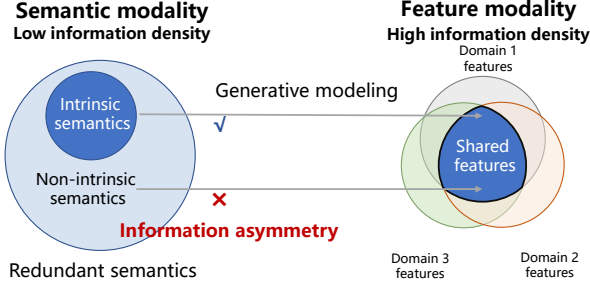 Semantic modality
Low information density
Feature modality
High information density
Domain 1
features
Intrinsic
semantics
Generative modeling
√
Shared
features
Non-intrinsic
semantics
×
Information asymmetry
Redundant semantics
Domain 3
features
Domain 2
features